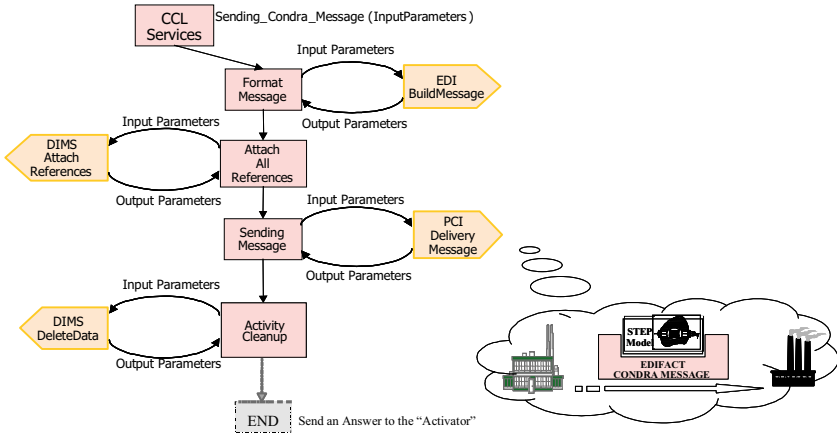 CCL
Services
Sending_Condra_Message (InputParameters)
Input Parameters
Format
Message
EDI
BuildMessage
Output Parameters
Input Parameters
DIMS
Attach
References
Attach
All
References
Output Parameters
Input Parameters
Sending
Message
PCI
Delivery
Message
Output Parameters
Input Parameters
DIMS
DeleteData
Activity
Cleanup
Output Parameters
STEP
Model
EDIFACT
CONDRA MESSAGE
END
Send an Answer to the “Activator”